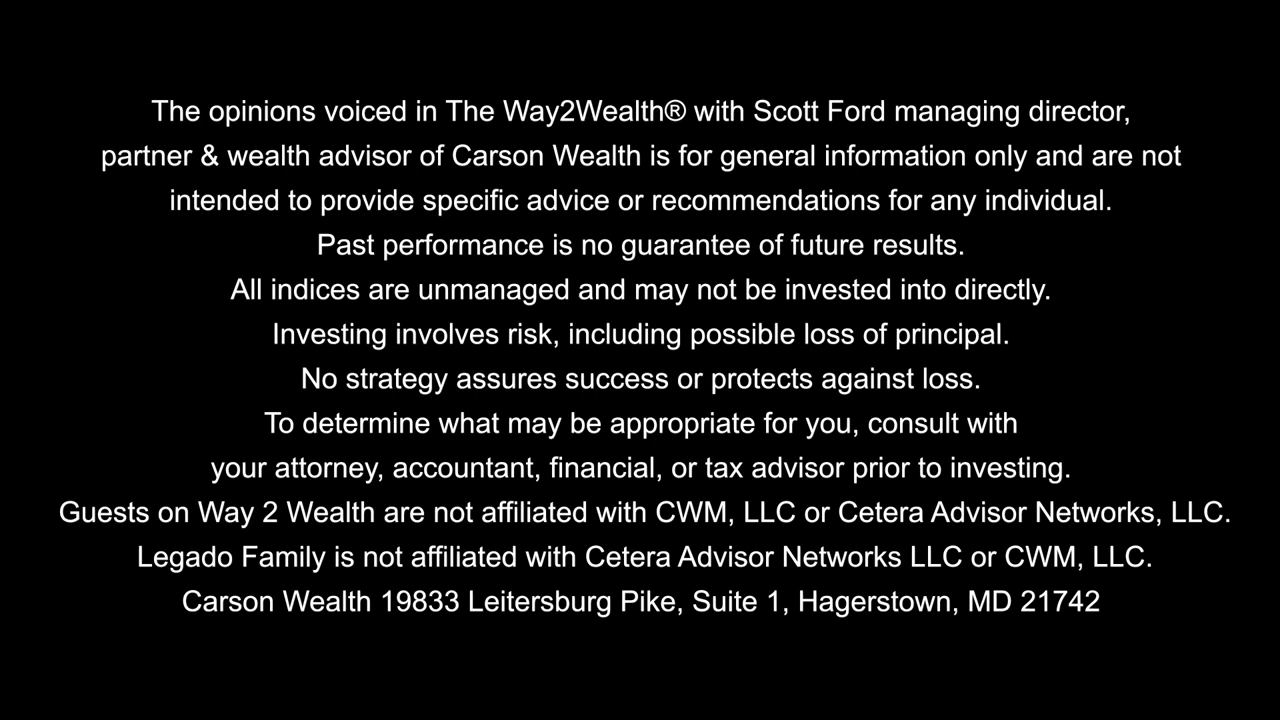 The opinions voiced in The Way2Wealth® with Scott Ford managing director,
partner & wealth advisor of Carson Wealth is for general information only and are not
intended to provide specific advice or recommendations for any individual.
Past performance is no guarantee of future results.
All indices are unmanaged and may not be invested into directly.
Investing involves risk, including possible loss of principal.
No strategy assures success or protects against loss.
To determine what may be appropriate for you, consult with
your attorney, accountant, financial, or tax advisor prior to investing.
Guests on Way 2 Wealth are not affiliated with CWM, LLC or Cetera Advisor Networks, LLC.
Legado Family is not affiliated with Cetera Advisor Networks LLC or CWM, LLC.
Carson Wealth 19833 Leitersburg Pike, Suite 1, Hagerstown, MD 21742